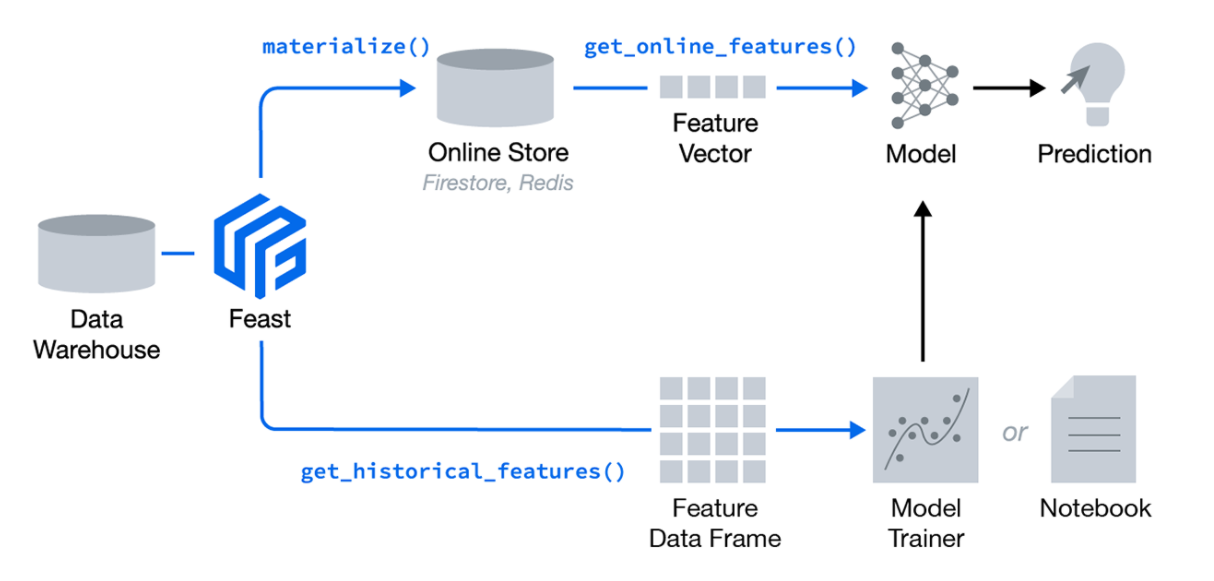 materialize()
get_online_features()
Online Store
Firestore, Redis
Feature
Vector
Model
Prediction
Data
Warehouse
Feast
get_historical_features()
Feature
Data Frame
Model
Trainer
or
Notebook